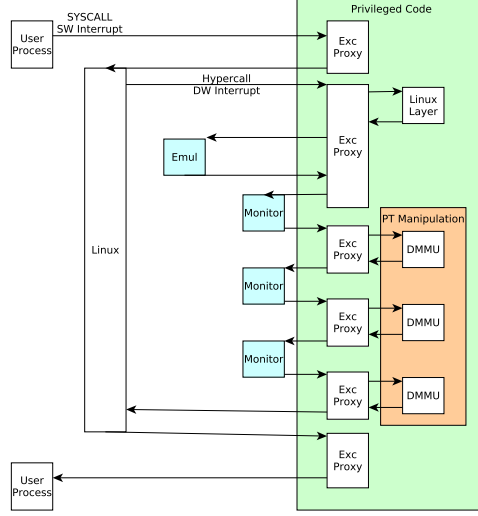 Privileged Code
SYSCALL
SW Interrupt
User
Process
Exc
Proxy
Hypercall
DW Interrupt
Linux
Layer
Exc
Proxy
Emul
Monitor
PT Manipulation
Exc
Proxy
DMMU
Linux
Monitor
Exc
Proxy
DMMU
Monitor
Exc
Proxy
DMMU
Exc
Proxy
User
Process